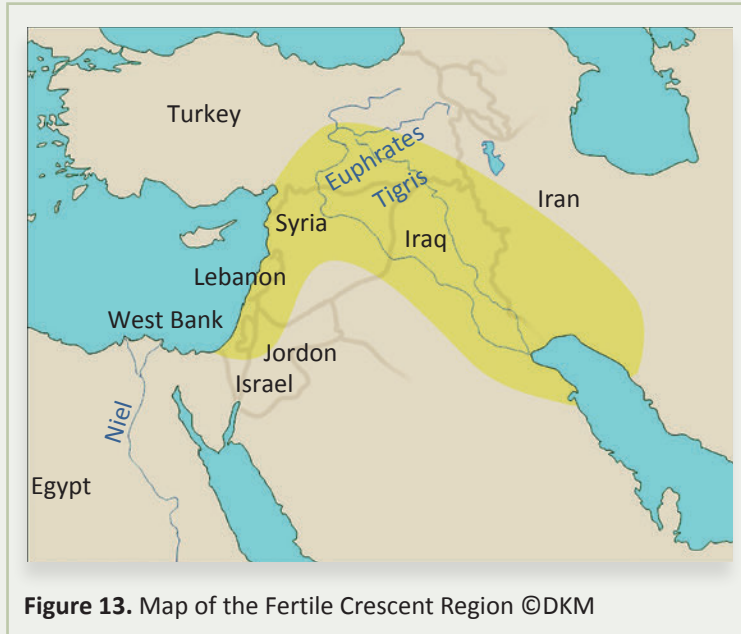 Turkey
Euphrates
Tigris
Iran
Syria
Iraq
Lebanon
West Bank
Jordon
Israel
Niel
Egypt
Figure 13. Map of the Fertile Crescent Region ©DKM